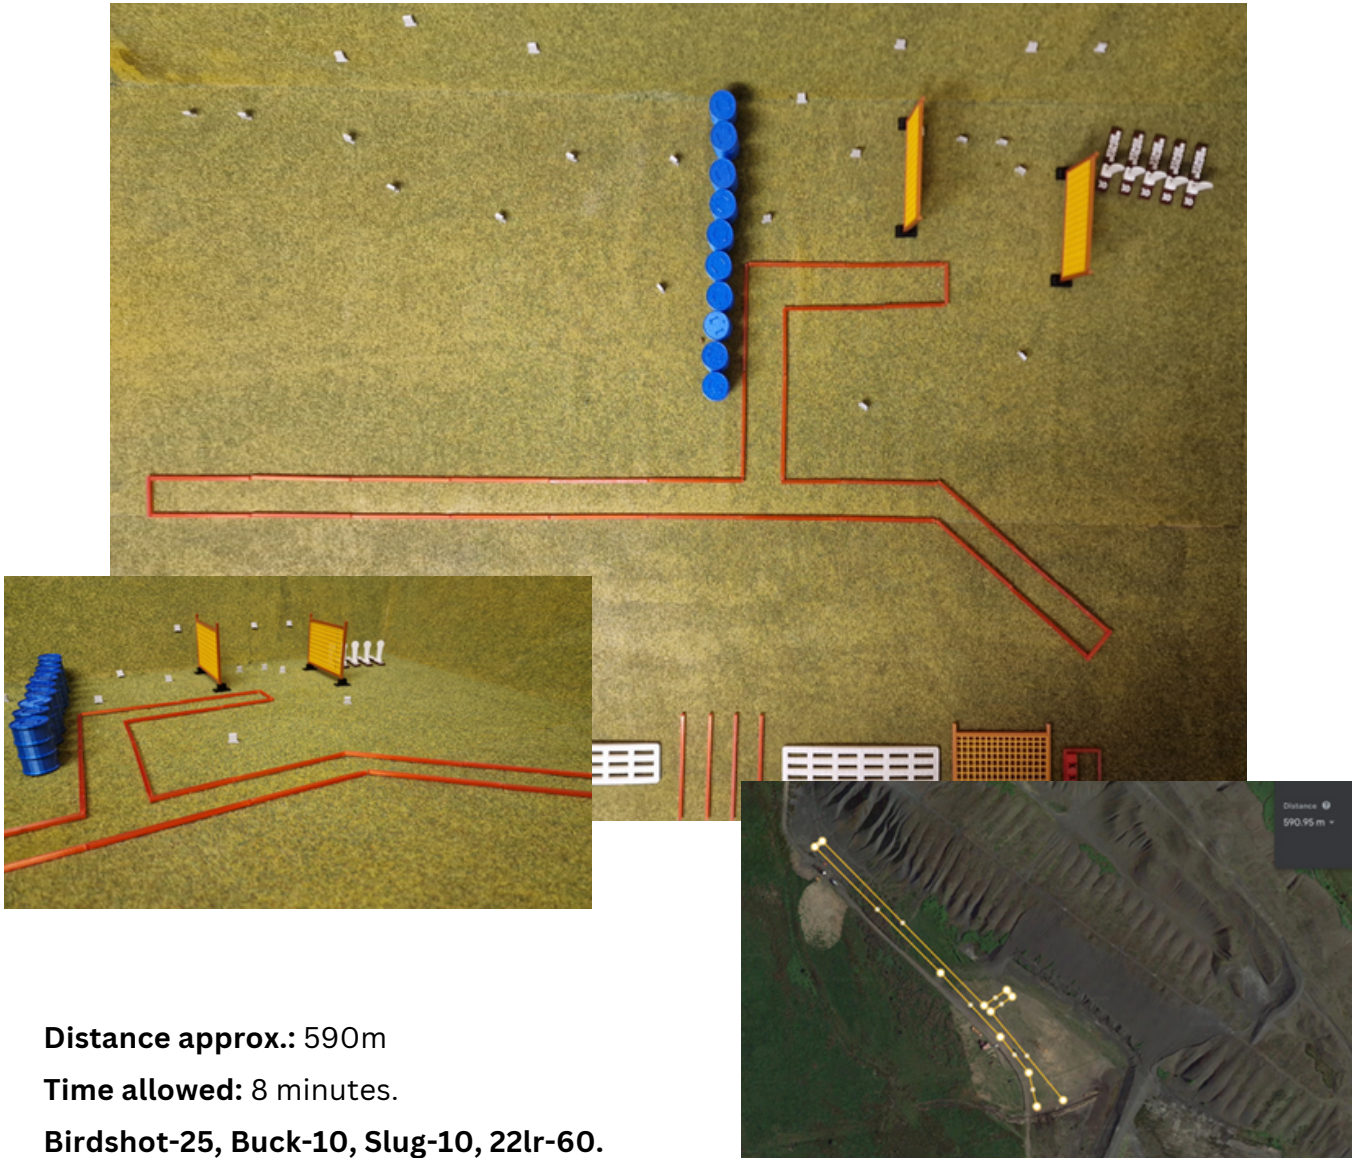 Distance
590.95 m
Distance approx.: 590m
Time allowed: 8 minutes.
Birdshot-25, Buck-10, Slug-10, 22lr-60.